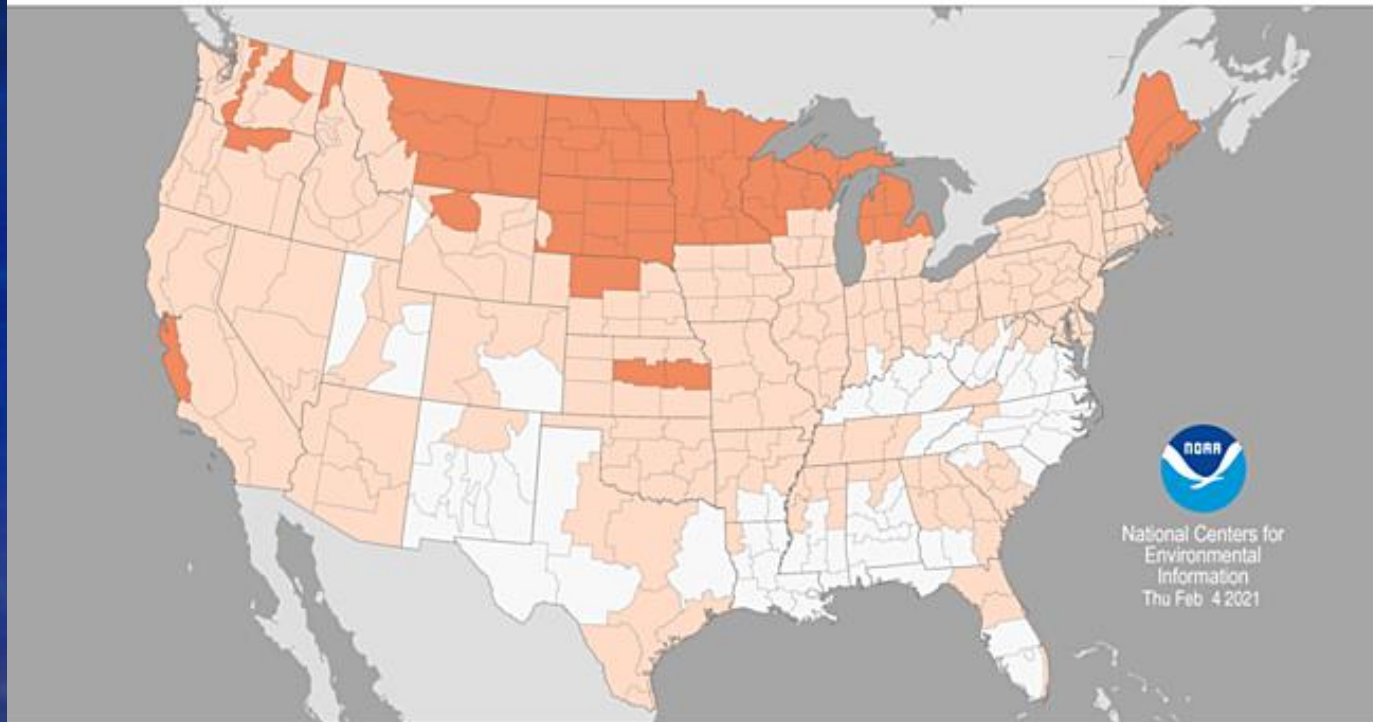 NOAA
National Centers for
Environmental
Information
Thu Feb 4 2021